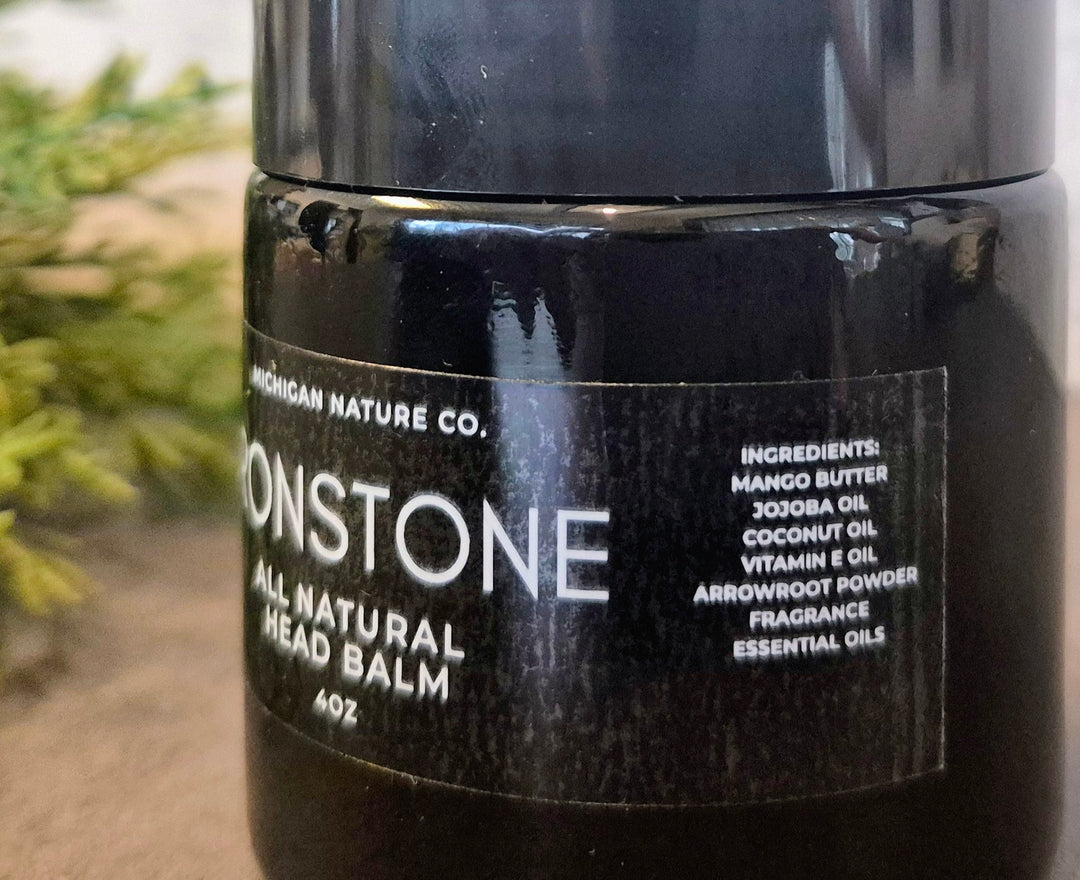 MICHIGAN NATURE CO.
ONSTONE
ALL NATURAL
HEAD BALM
4OZ
INGREDIENTS:
MANGO BUTTER
JOJOBA OIL
COCONUT OIL
VITAMIN E OIL
ARROWROOT POWDER
FRAGRANCE
ESSENTIAL OILS